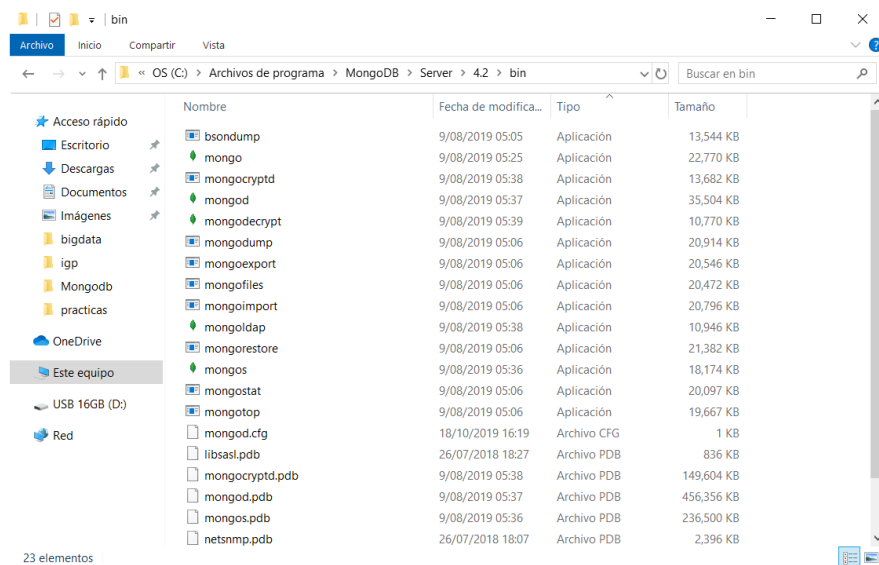 bin
Archivo Inicio Compartir Vista
« OS (C:) > Archivos de programa > MongoDB > Server > 4.2 > bin Buscar en bin
Nombre Fecha de modifica... Tipo Tamaño
Acceso rápido
Escritorio
Descargas
Documentos
Imágenes
bigdata
igp
Mongodb
practicas
OneDrive
Este equipo
USB 16GB (D:)
Red
bsondump 9/08/2019 05:05 Aplicación 13,544 KB
mongo 9/08/2019 05:25 Aplicación 22,770 KB
mongocryptd 9/08/2019 05:38 Aplicación 13,682 KB
mongod 9/08/2019 05:37 Aplicación 35,504 KB
mongodecrypt 9/08/2019 05:39 Aplicación 10,770 KB
mongodump 9/08/2019 05:06 Aplicación 20,914 KB
mongoexport 9/08/2019 05:06 Aplicación 20,546 KB
mongofiles 9/08/2019 05:06 Aplicación 20,472 KB
mongoimport 9/08/2019 05:06 Aplicación 20,796 KB
mongoldap 9/08/2019 05:38 Aplicación 10,946 KB
mongorestore 9/08/2019 05:06 Aplicación 21,382 KB
mongos 9/08/2019 05:36 Aplicación 18,174 KB
mongostat 9/08/2019 05:06 Aplicación 20,097 KB
mongotop 9/08/2019 05:06 Aplicación 19,667 KB
mongod.cfg 18/10/2019 16:19 Archivo CFG 1 KB
libsasl.pdb 26/07/2018 18:27 Archivo PDB 836 KB
mongocryptd.pdb 9/08/2019 05:38 Archivo PDB 149,604 KB
mongod.pdb 9/08/2019 05:37 Archivo PDB 456,356 KB
mongos.pdb 9/08/2019 05:36 Archivo PDB 236,500 KB
netsnmp.pdb 26/07/2018 18:07 Archivo PDB 2,396 KB
23 elementos